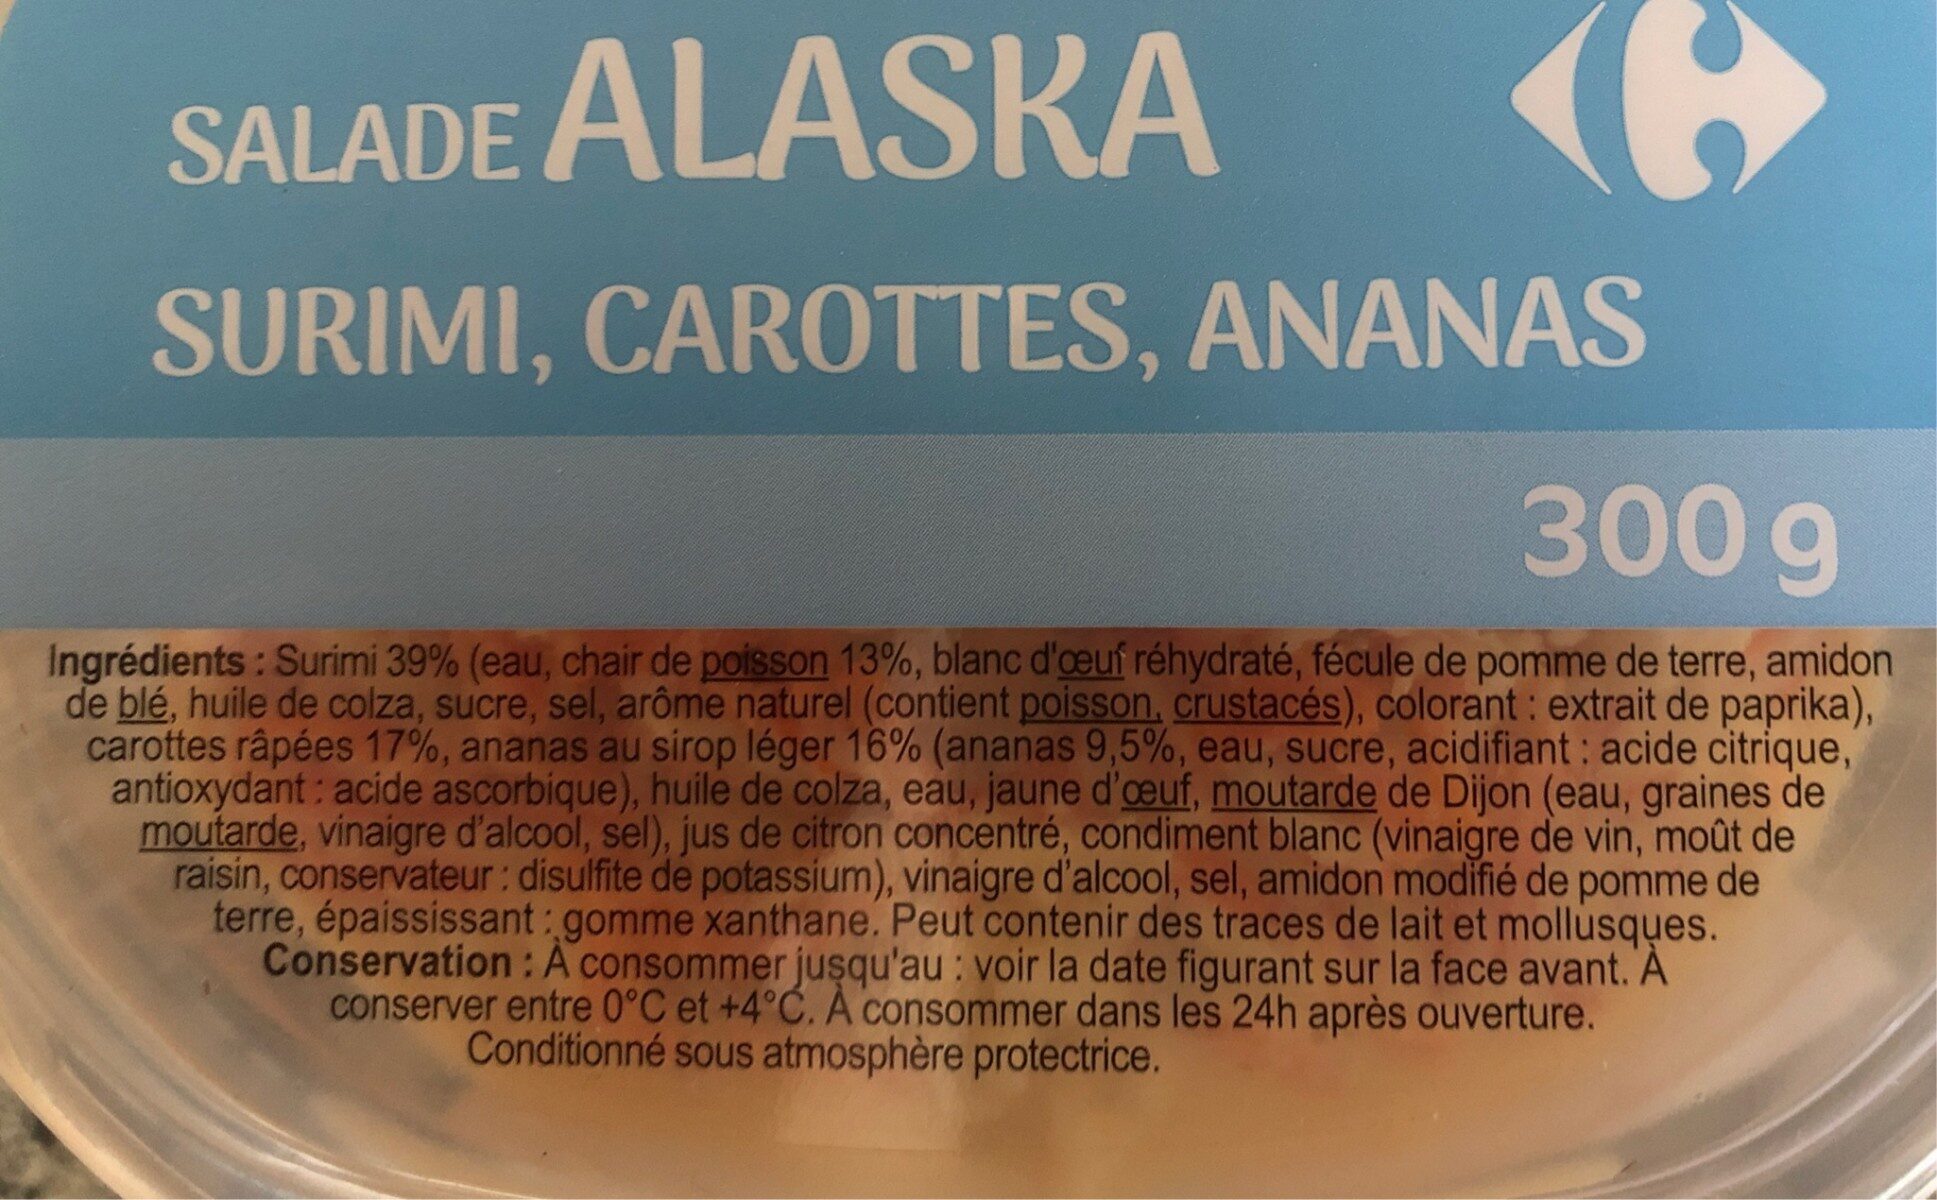 SALADE ALASKA
SURIMI, CAROTTES, ANANAS
300 g
Ingrédients : Surimi 39% (eau, chair de poisson 13%, blanc d'œuf réhydraté, fécule de pomme de terre, amidon
de blé, huile de colza, sucre, sel, arôme naturel (contient poisson, crustacés), colorant : extrait de paprika),
carottes râpées 17%, ananas au sirop léger 16% (ananas 9,5%, eau, sucre, acidifiant : acide citrique,
antioxydant : acide ascorbique), huile de colza, eau, jaune d'œuf, moutarde de Dijon (eau, graines de
moutarde, vinaigre d'alcool, sel), jus de citron concentré, condiment blanc (vinaigre de vin, moût de
raisin, conservateur : disulfite de potassium), vinaigre d'alcool, sel, amidon modifié de pomme de
terre, épaississant : gomme xanthane. Peut contenir des traces de lait et mollusques.
Conservation : À consommer jusqu'au : voir la date figurant sur la face avant. À
conserver entre 0°C et +4°C. À consommer dans les 24h après ouverture.
Conditionné sous atmosphère protectrice.